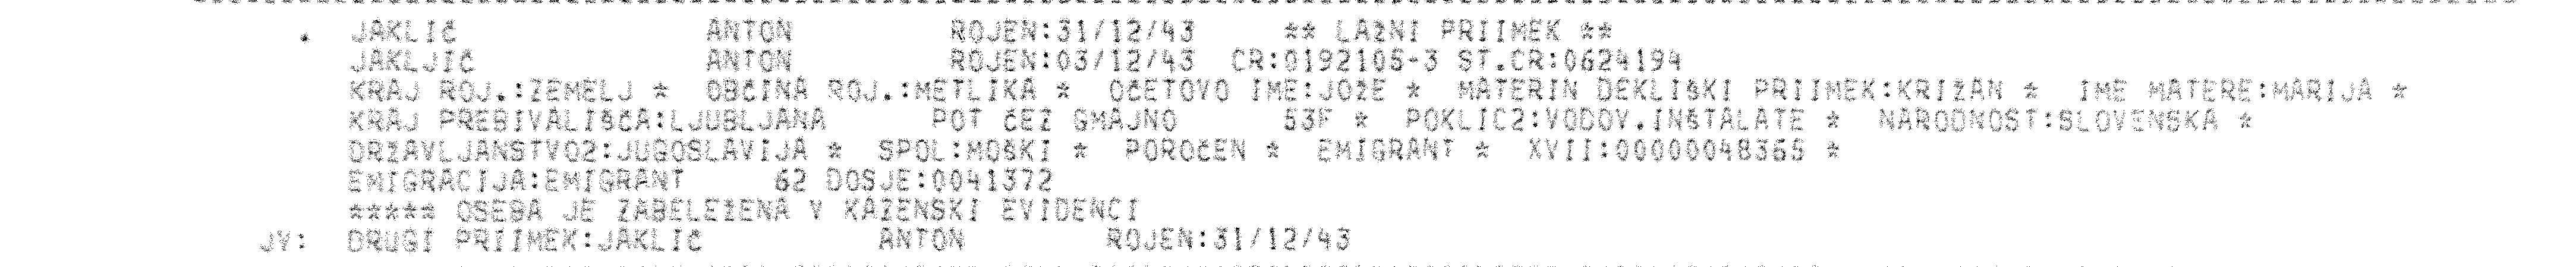 . JAKLIČ ANTON ROJEN:31/12/43 ** LAŽNI PRIIMEK **
JAKLJIČ ANTON ROJEN:03/12/43 CR:0192105-3 ST.CR:0624194
KRAJ ROJ.:ZEMELJ * OBČINA ROJ.:METLIKA * OČETOVO IME:JOŽE * MATERIN DEKLIŠKI PRIIMEK:KRIŽAN * IME MATERE:MARIJA *
KRAJ PREBIVALIŠČA:LJUBLJANA POT ČEZ GMAJNO 53F * POKLIC2:VODOV.INŠTALATE * NARODNOST:SLOVENSKA *
DRŽAVLJANSTVO2:JUGOSLAVIJA * SPOL:MOŠKI * POROČEN * EMIGRANT * XVII:00000048365 *
EMIGRACIJA:EMIGRANT 62 DOSJE:0041372
***** OSEBA JE ZABELEŽENA V KAZENSKI EVIDENCI
JV: DRUGI PRIIMEK:JAKLIČ ANTON ROJEN:31/12/43